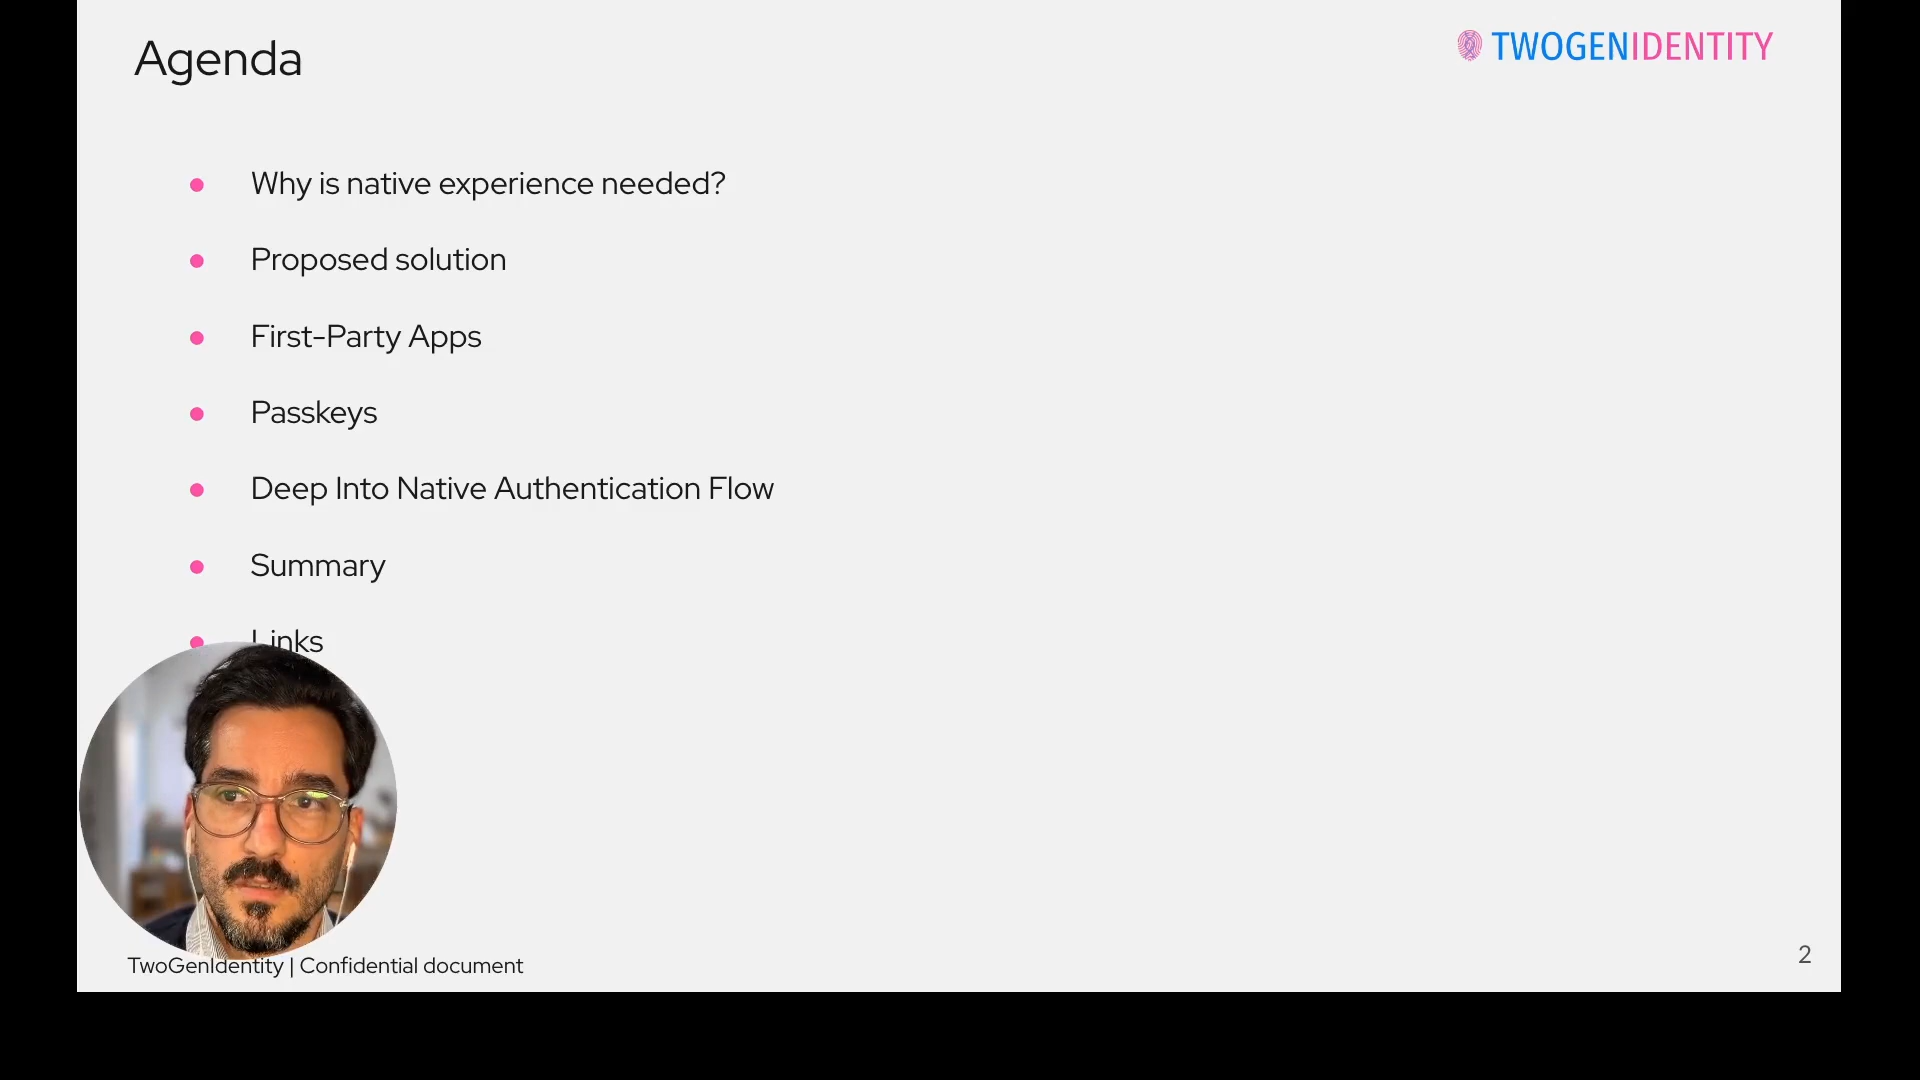 Agenda
TWOGENIDENTITY
Why is native experience needed?
Proposed solution
First-Party Apps
Passkeys
Deep Into Native Authentication Flow
Summary
Links
TwoGenIdentity | Confidential document
2